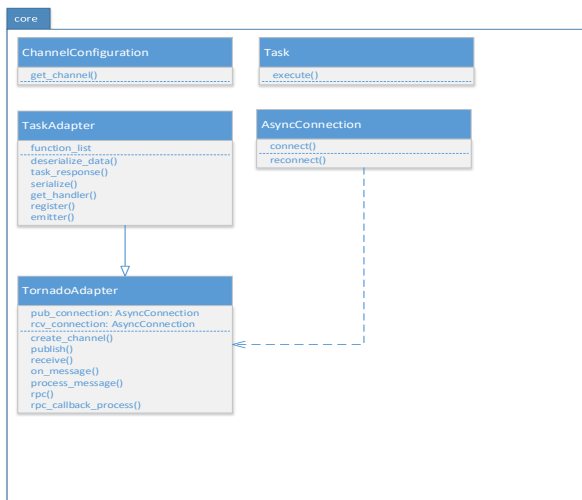 core
ChannelConfiguration
get_channel()
Task
execute()
TaskAdapter
function_list
deserialize_data()
task_response()
serialize()
get_handler()
register()
emitter()
AsyncConnection
connect()
reconnect()
TornadoAdapter
pub_connection: AsyncConnection
rcv_connection: AsyncConnection
create_channel()
publish()
receive()
on_message()
process_message()
rpc()
rpc_callback_process()